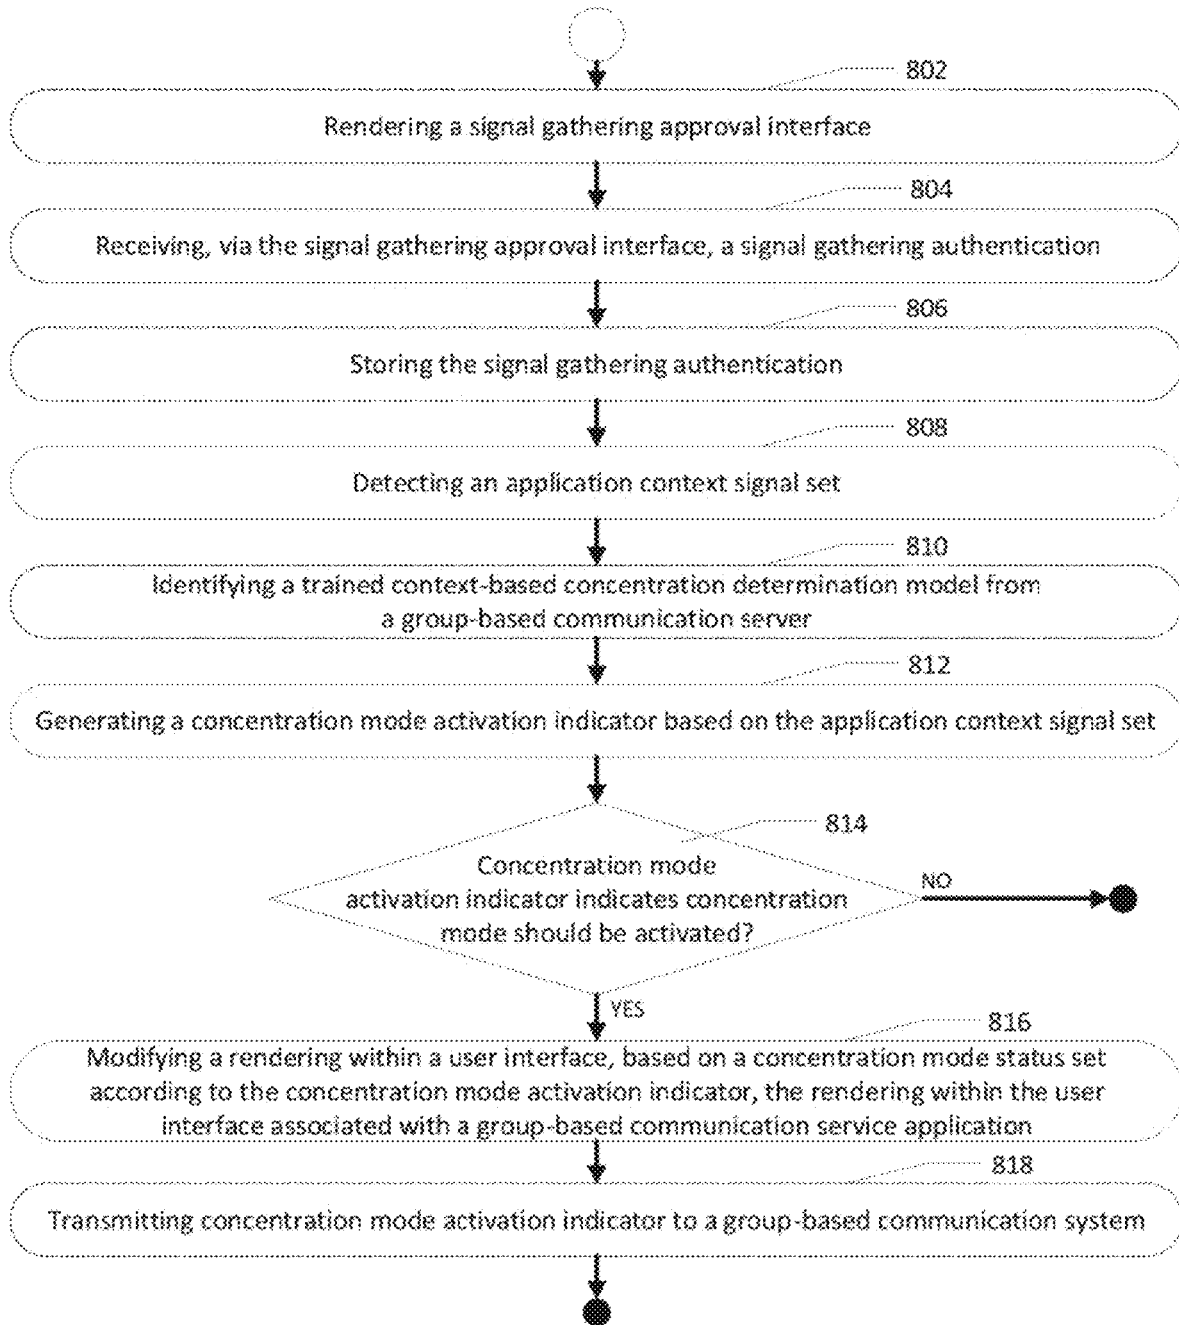 802
Rendering a signal gathering approval interface
804
Receiving, via the signal gathering approval interface, a signal gathering authentication
806
Storing the signal gathering authentication
808
Detecting an application context signal set
810
Identifying a trained context-based concentration determination model from
a group-based communication server
812
Generating a concentration mode activation indicator based on the application context signal set
814
Concentration mode
activation indicator indicates concentration
mode should be activated?
NO
YES
816
Modifying a rendering within a user interface, based on a concentration mode status set
according to the concentration mode activation indicator, the rendering within the user
interface associated with a group-based communication service application
818
Transmitting concentration mode activation indicator to a group-based communication system